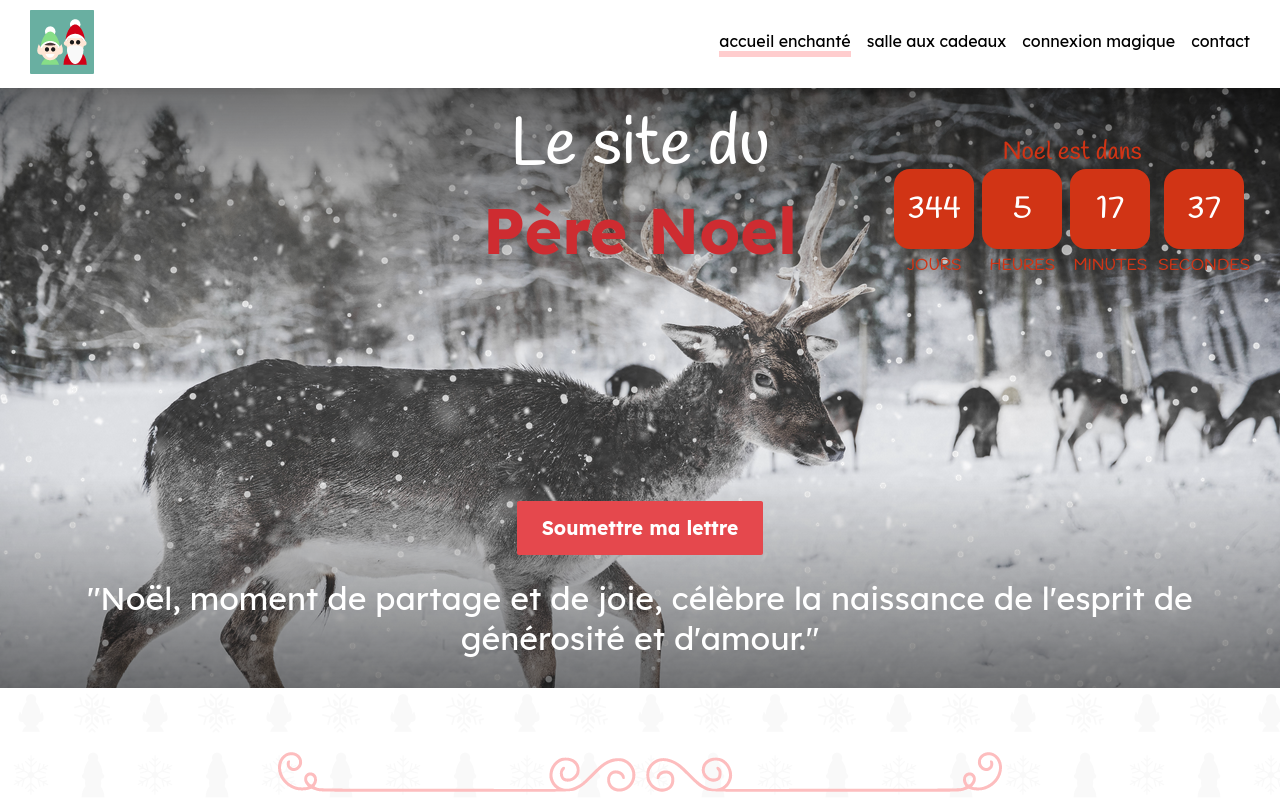 accueil enchanté salle aux cadeaux connexion magique contact
Le site du
Père Noel
Noel est dans
344 5 17 37
JOURS HEURES MINUTES SECONDES
Soumettre ma lettre
"Noël, moment de partage et de joie, célèbre la naissance de l'esprit de
générosité et d'amour."